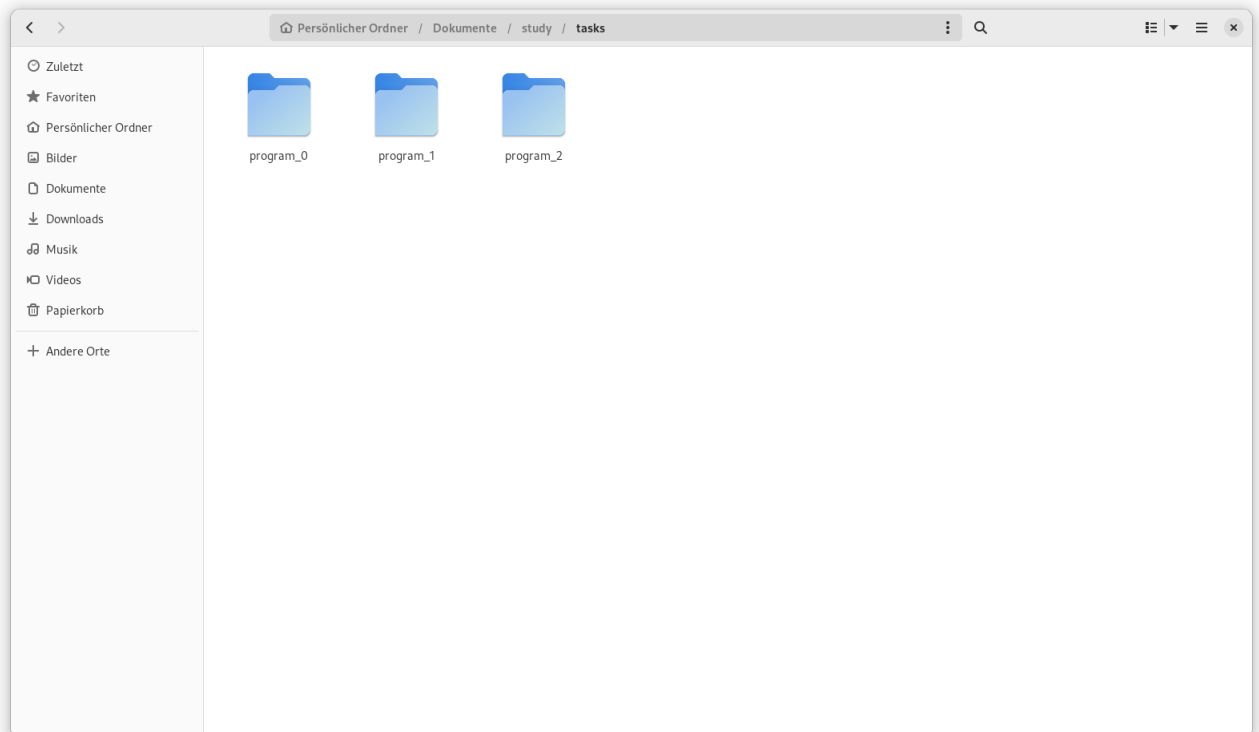 Persönlicher Ordner / Dokumente / study / tasks
Zuletzt
Favoriten
Persönlicher Ordner
Bilder
Dokumente
Downloads
Musik
Videos
Papierkorb
Andere Orte
program_0
program_1
program_2